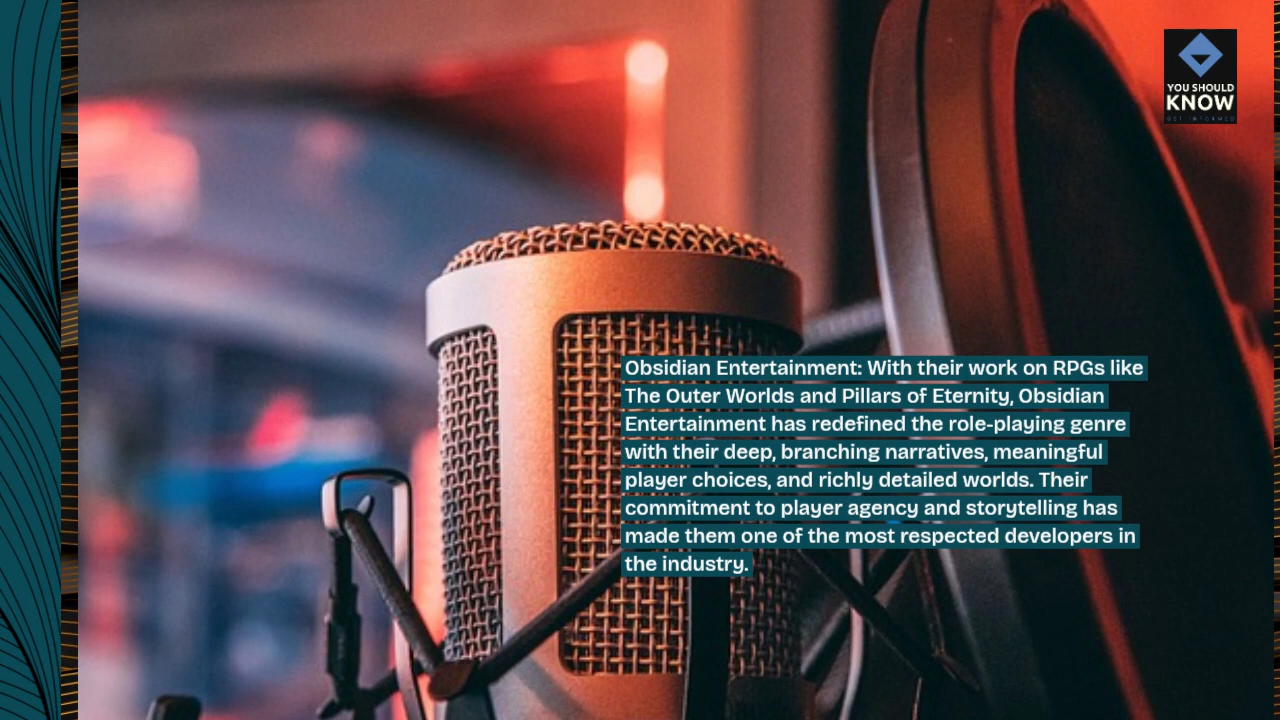 YOU SHOULD
KNOW
GET INFORMED
Obsidian Entertainment: With their work on RPGs like
The Outer Worlds and Pillars of Eternity, Obsidian
Entertainment has redefined the role-playing genre
with their deep, branching narratives, meaningful
player choices, and richly detailed worlds. Their
commitment to player agency and storytelling has
made them one of the most respected developers in
the industry.